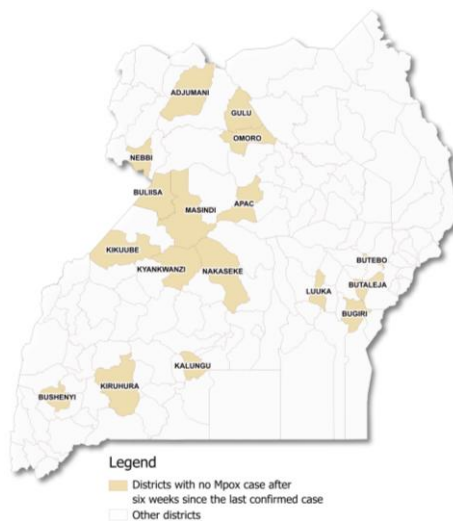 ADJUMANI
GULU
OMORO
NEBBI
BULIISA
MASINDI
APAC
KIKUUBE
KYANKWANZI
NAKASEKE
BUTEBO
LUUKA
BUTALEJA
BUGIRI
KALUNGU
KIRUHURA
BUSHENYI
Legend
Districts with no Mpox case after
six weeks since the last confirmed case
Other districts